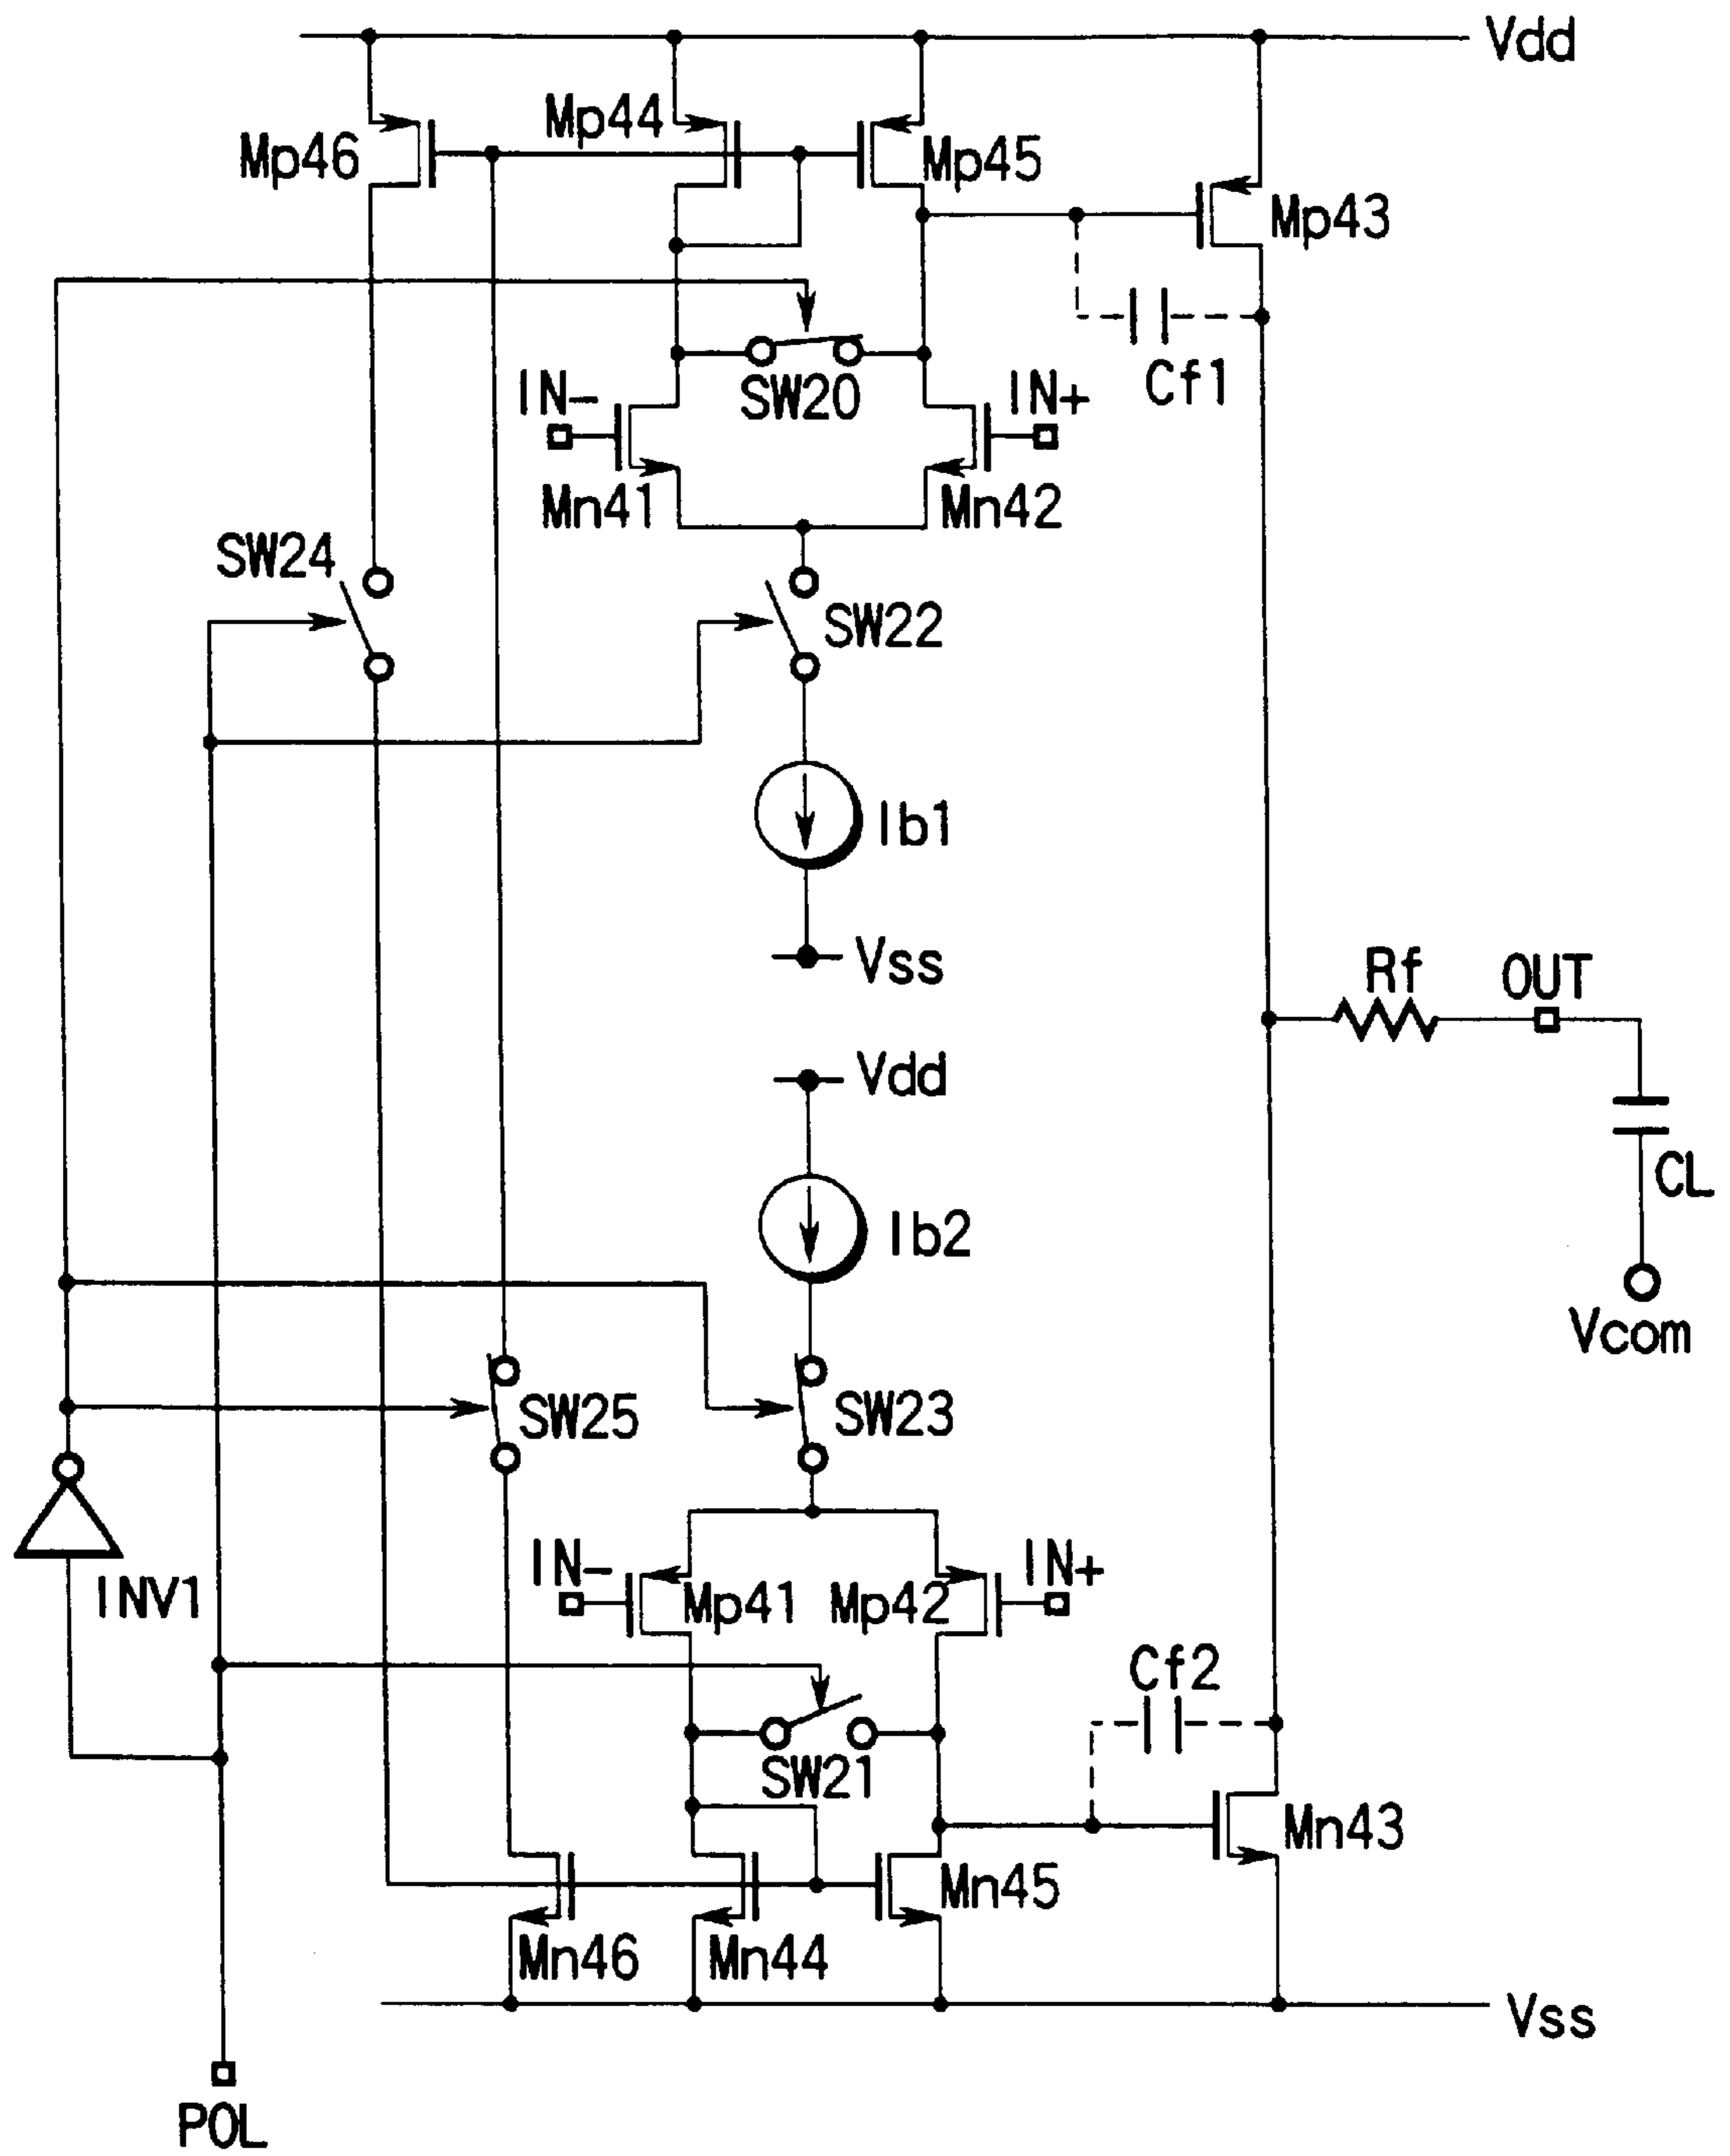 Vdd
Mp44
Mp46
Mp45
Mp43
Cf1
IN-
SW20
IN+
Mn41
Mn42
SW24
SW22
Ib1
Vss
Rf
OUT
Vdd
CL
Ib2
Vcom
SW25
SW23
INV1
IN-
Mp41
Mp42
IN+
Cf2
SW21
Mn43
Mn45
Mn46
Mn44
Vss
POL